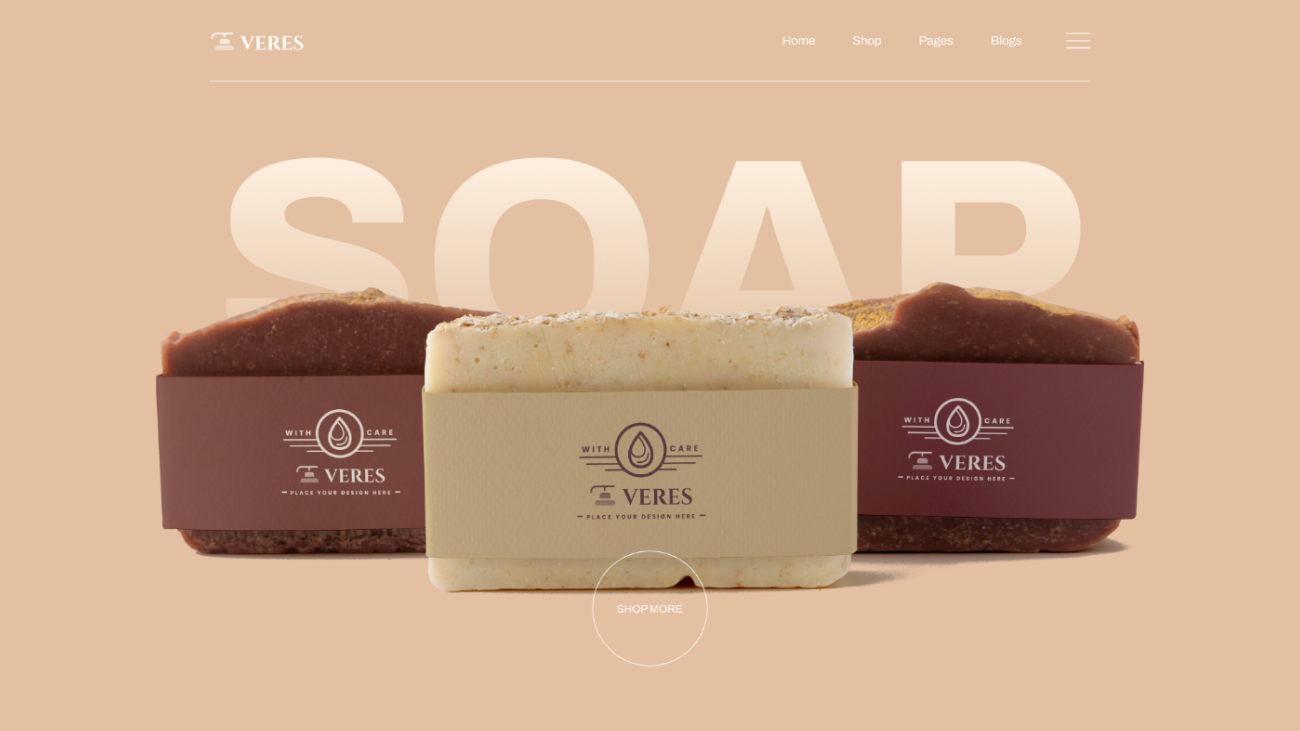 VERES
Home Shop Pages Blogs
SOAP
WITH CARE
VERES
PLACE YOUR DESIGN HERE
WITH CARE
VERES
PLACE YOUR DESIGN HERE
WITH CARE
VERES
PLACE YOUR DESIGN HERE
SHOP MORE